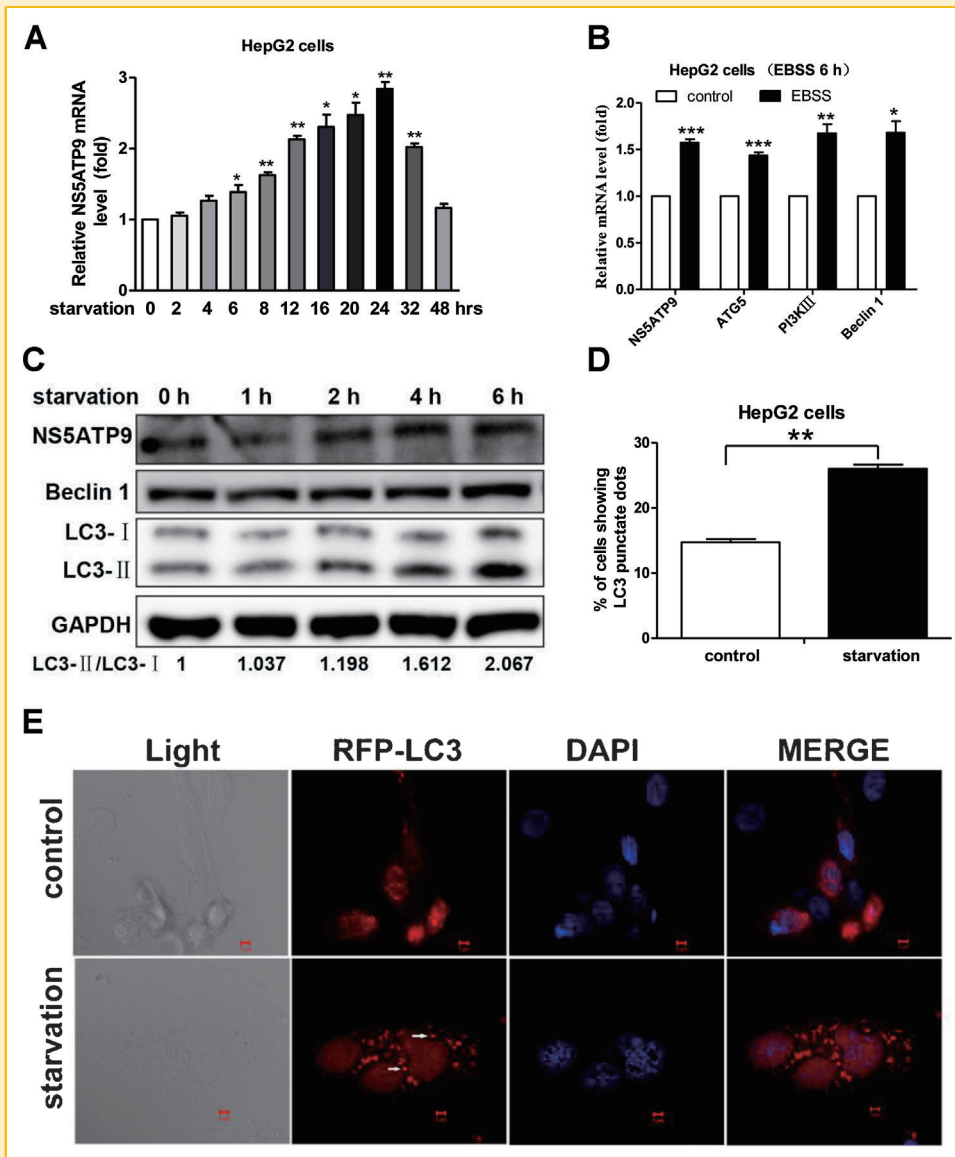 A
HepG2 cells
Relative NS5ATP9 mRNA
level (fold)
3
2
1
0
** * * ** ** ** *
starvation 0 2 4 6 8 12 16 20 24 32 48 hrs
B
HepG2 cells （EBSS 6 h）
control EBSS
Relative mRNA level (fold)
2.0
1.5
1.0
0.5
0.0
*** *** ** *
NS5ATP9 ATG5 PI3KIII Beclin 1
C
starvation 0 h 1 h 2 h 4 h 6 h
NS5ATP9
Beclin 1
LC3-Ⅰ
LC3-Ⅱ
GAPDH
LC3-Ⅱ/LC3-Ⅰ 1 1.037 1.198 1.612 2.067
D
HepG2 cells
% of cells showing
LC3 punctate dots
30
20
10
0
**
control starvation
E
Light RFP-LC3 DAPI MERGE
control
starvation